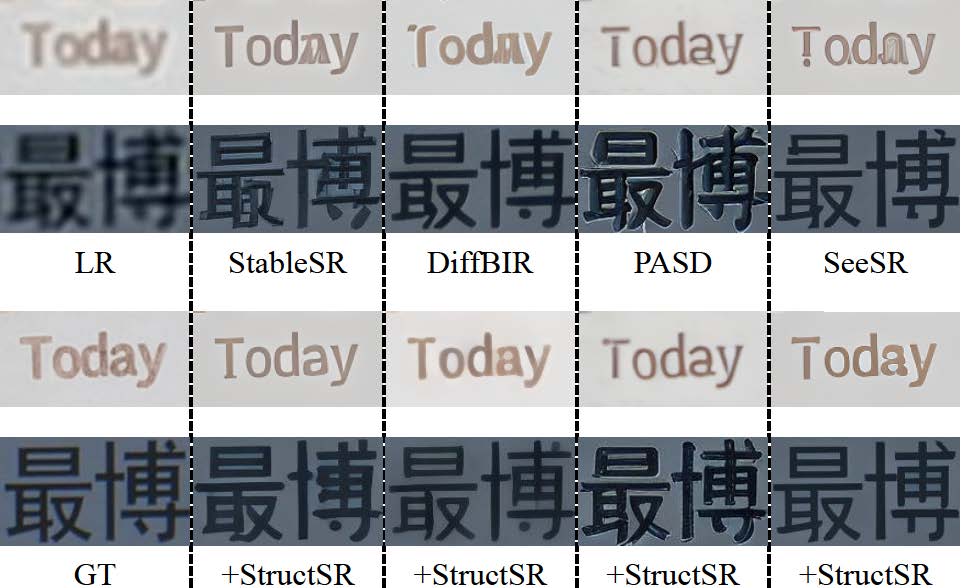 Today Today Today Today Today
最博 最博 最博 最博 最博
LR StableSR DiffBIR PASD SeeSR
Today Today Today Today Today
最博 最博 最博 最博 最博
GT +StructSR +StructSR +StructSR +StructSR